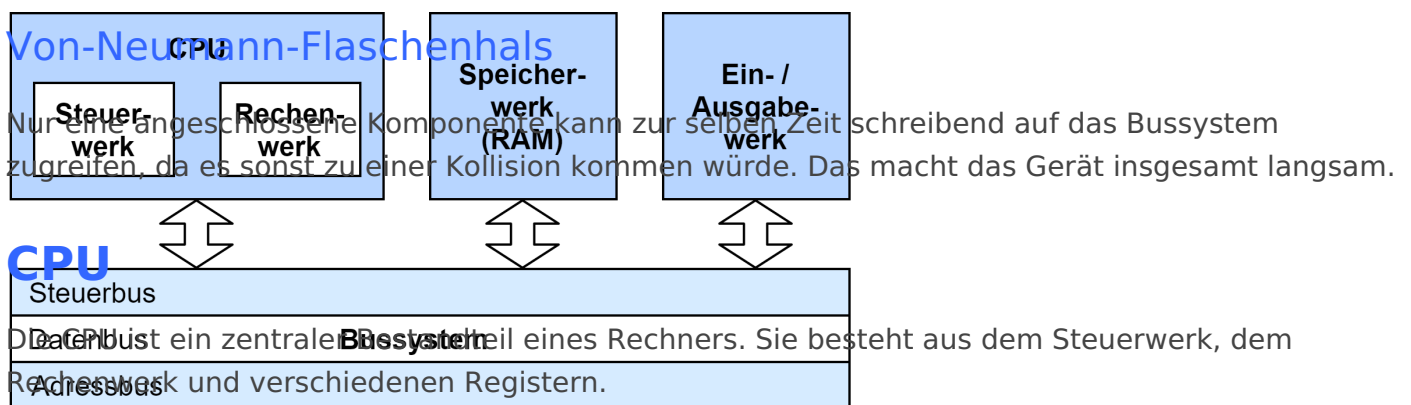 Von-Neumann-Flaschenhals
CPU
Steuer-
werk
Rechen-
werk
Speicher-
werk
(RAM)
Ein- /
Ausgabe-
werk
Nur eine angeschlossene Komponente kann zur selben Zeit schreibend auf das Bussystem
zugreifen, da es sonst zu einer Kollision kommen würde. Das macht das Gerät insgesamt langsam.
CPU
Steuerbus
Datenbus
Bussystem
Adressbus
Die CPU ist ein zentraler Bestandteil eines Rechners. Sie besteht aus dem Steuerwerk, dem
Rechenwerk und verschiedenen Registern.